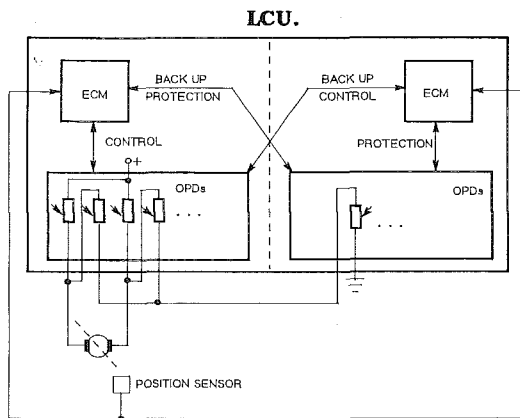 LCU.
ECM
BACK UP
PROTECTION
BACK UP
CONTROL
ECM
CONTROL
PROTECTION
+
OPDs
OPDs
. . .
. . .
POSITION SENSOR